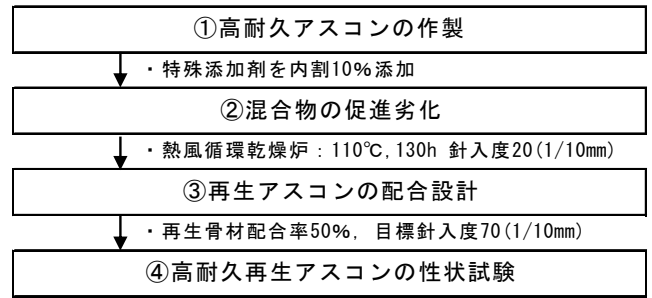 ①高耐久アスコンの作製
・特殊添加剤を内割10%添加
②混合物の促進劣化
・熱風循環乾燥炉：110℃,130h 針入度20(1/10㎜)
③再生アスコンの配合設計
・再生骨材配合率50%, 目標針入度70(1/10㎜)
④高耐久再生アスコンの性状試験